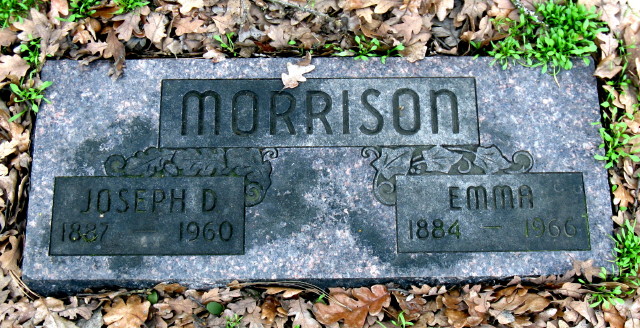 MORRISON
JOSEPH D
1887 — 1960
EMMA
1884 — 1966